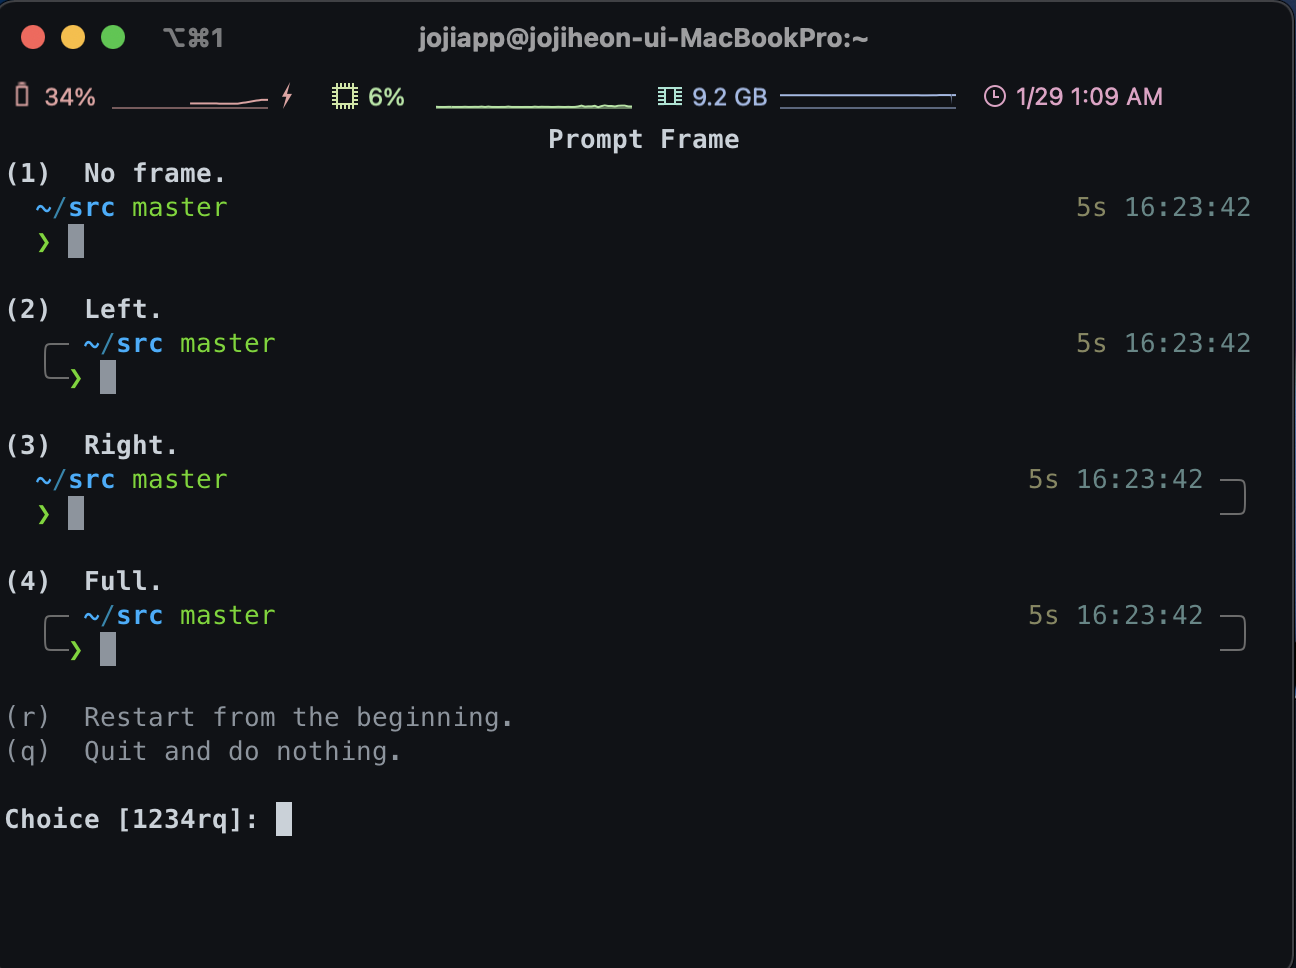 ⌥⌘1 jojiapp@jojiheon-ui-MacBookPro:~
34% 6% 9.2 GB 1/29 1:09 AM
Prompt Frame
(1) No frame.
~/src master 5s 16:23:42
❯
(2) Left.
~/src master 5s 16:23:42
❯
(3) Right.
~/src master 5s 16:23:42
❯
(4) Full.
~/src master 5s 16:23:42
❯
(r) Restart from the beginning.
(q) Quit and do nothing.
Choice [1234rq]: